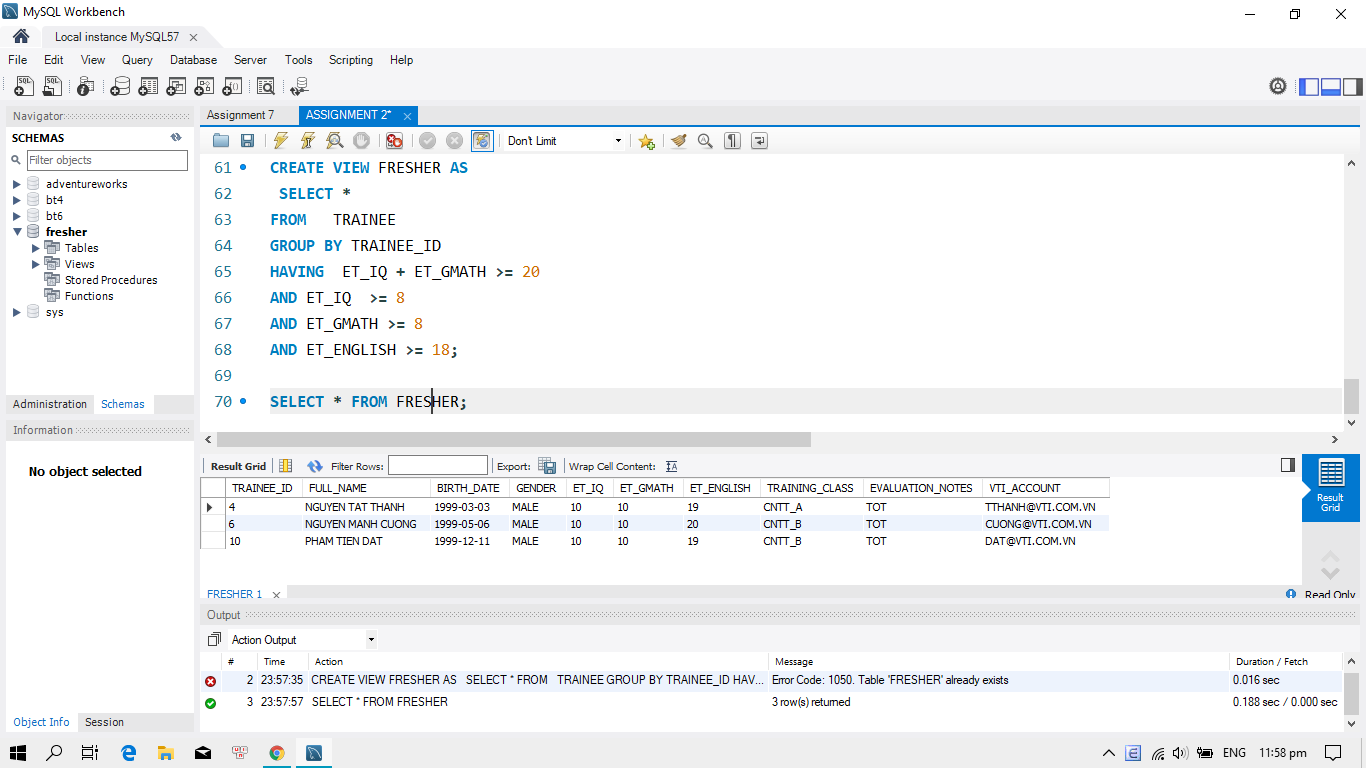 MySQL Workbench
Local instance MySQL57
File Edit View Query Database Server Tools Scripting Help
Navigator
SCHEMAS
Filter objects
adventureworks
bt4
bt6
fresher
Tables
Views
Stored Procedures
Functions
sys
Administration Schemas
Information
No object selected
Object Info Session
Assignment 7 ASSIGNMENT 2*
Don't Limit
61 CREATE VIEW FRESHER AS
62 SELECT *
63 FROM TRAINEE
64 GROUP BY TRAINEE_ID
65 HAVING ET_IQ + ET_GMATH >= 20
66 AND ET_IQ >= 8
67 AND ET_GMATH >= 8
68 AND ET_ENGLISH >= 18;
69
70 SELECT * FROM FRESHER;
Result Grid Filter Rows: Export: Wrap Cell Content:
TRAINEE_ID FULL_NAME BIRTH_DATE GENDER ET_IQ ET_GMATH ET_ENGLISH TRAINING_CLASS EVALUATION_NOTES VTI_ACCOUNT
4 NGUYEN TAT THANH 1999-03-03 MALE 10 10 19 CNTT_A TOT TTHANH@VTI.COM.VN
6 NGUYEN MANH CUONG 1999-05-06 MALE 10 10 20 CNTT_B TOT CUONG@VTI.COM.VN
10 PHAM TIEN DAT 1999-12-11 MALE 10 10 19 CNTT_B TOT DAT@VTI.COM.VN
Result
Grid
FRESHER 1 Read Only
Output
Action Output
# Time Action Message Duration / Fetch
2 23:57:35 CREATE VIEW FRESHER AS SELECT * FROM TRAINEE GROUP BY TRAINEE_ID HAV... Error Code: 1050. Table 'FRESHER' already exists 0.016 sec
3 23:57:57 SELECT * FROM FRESHER 3 row(s) returned 0.188 sec / 0.000 sec
ENG 11:58 pm